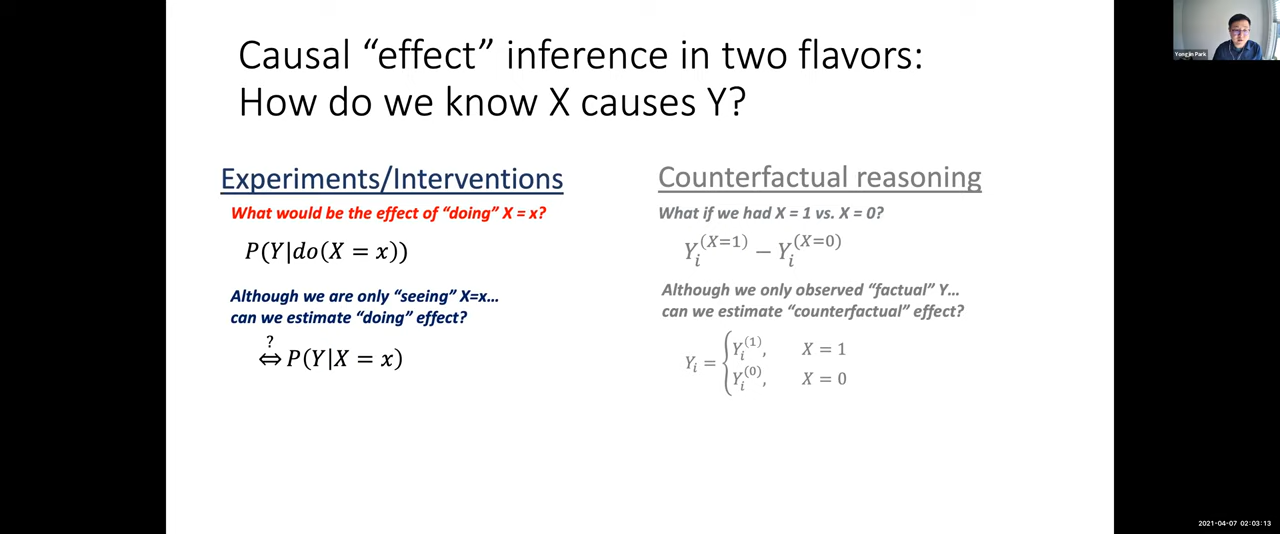 Causal “effect” inference in two flavors:
How do we know X causes Y?
Experiments/Interventions
What would be the effect of “doing” X = x?
P(Y|do(X = x))
Although we are only “seeing” X=x...
can we estimate “doing” effect?
?
⇔ P(Y|X = x)
Counterfactual reasoning
What if we had X = 1 vs. X = 0?
Y_i^{(X=1)} − Y_i^{(X=0)}
Although we only observed “factual” Y...
can we estimate “counterfactual” effect?
Y_i = { Y_i^{(1)}, X = 1
Y_i^{(0)}, X = 0
Yongjin Park
2021-04-07 02:03:13